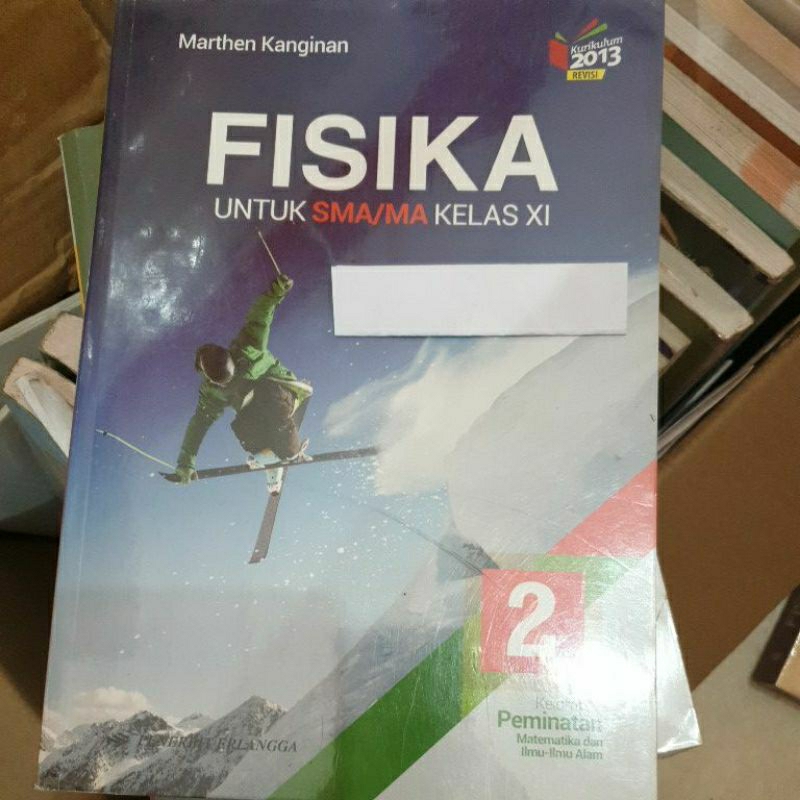 Marthen Kanginan
Kurikulum
2013
REVISI
FISIKA
UNTUK SMA/MA KELAS XI
2
Peminatan
Matematika dan
Ilmu-Ilmu Alam
PENERBIT ERLANGGA